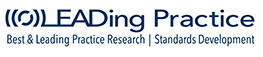 LEADing Practice
Best & Leading Practice Research | Standards Development